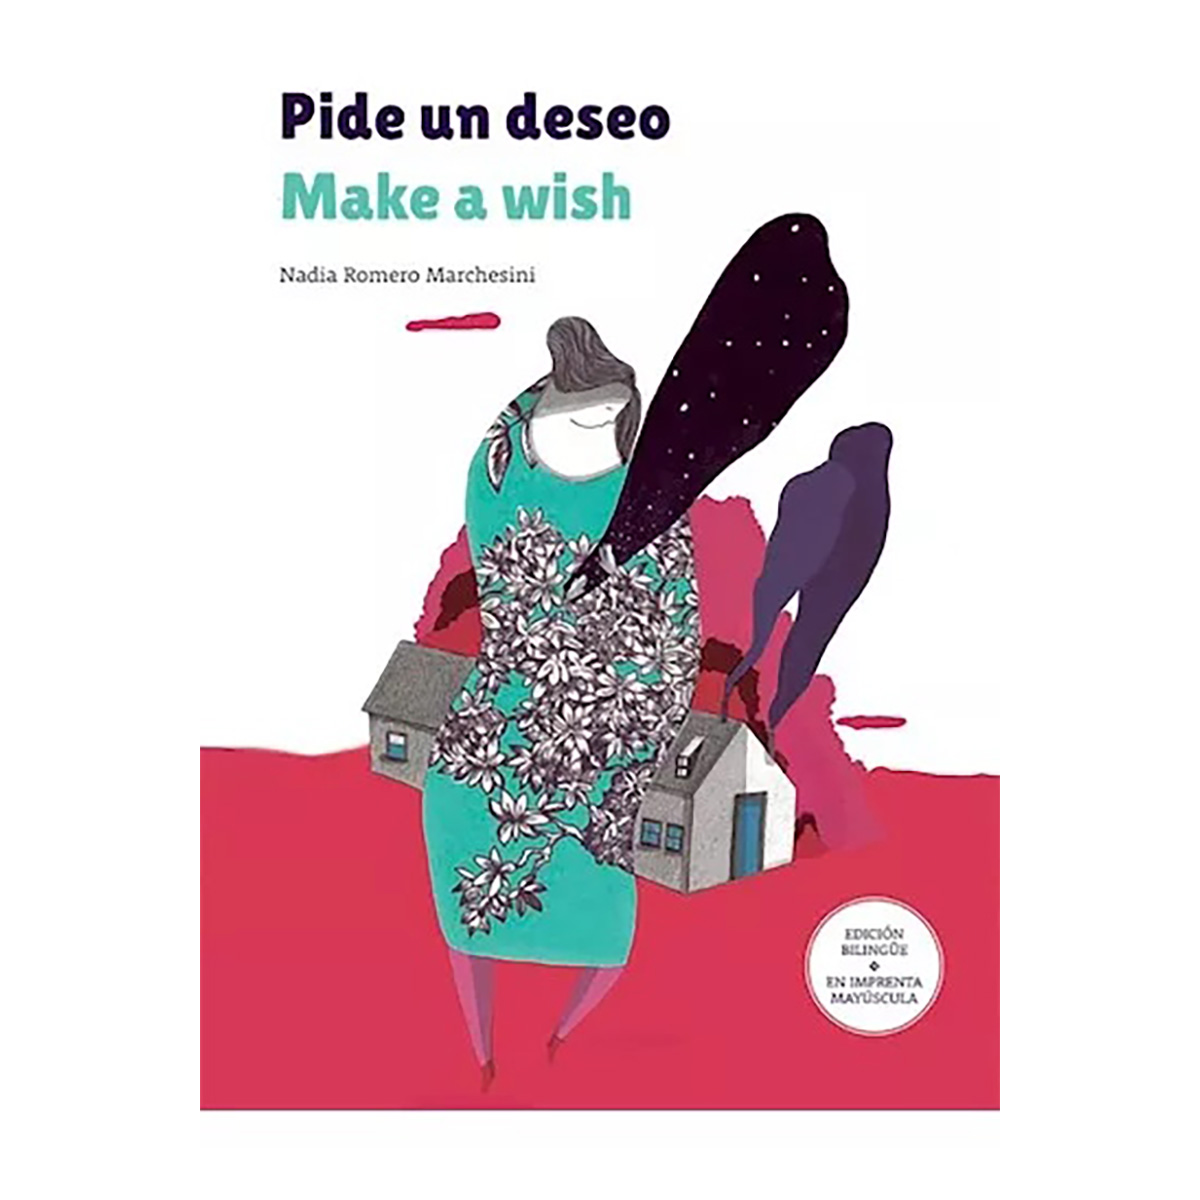 Pide un deseo
Make a wish
Nadia Romero Marchesini
EDICIÓN
BILINGÜE
EN IMPRENTA
MAYÚSCULA